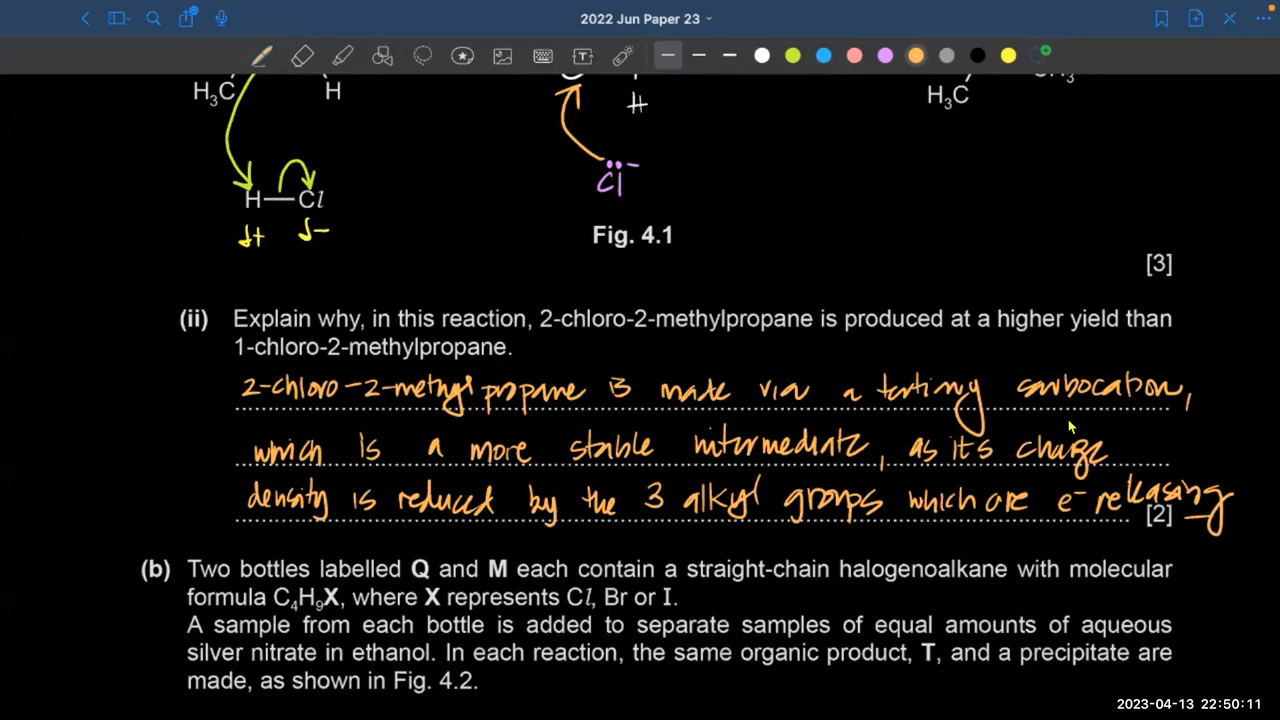 2022 Jun Paper 23
H₃C
H
H
CH₃
H₃C
Cl⁻
H—Cl
δ+ δ−
Fig. 4.1
[3]
(ii) Explain why, in this reaction, 2-chloro-2-methylpropane is produced at a higher yield than
1-chloro-2-methylpropane.
2-chloro-2-methylpropane is made via a tertiary carbocation,
which is a more stable intermediate, as it's charge
density is reduced by the 3 alkyl groups which are e⁻ releasing
[2]
(b) Two bottles labelled Q and M each contain a straight-chain halogenoalkane with molecular
formula C₄H₉X, where X represents Cl, Br or I.
A sample from each bottle is added to separate samples of equal amounts of aqueous
silver nitrate in ethanol. In each reaction, the same organic product, T, and a precipitate are
made, as shown in Fig. 4.2.
2023-04-13 22:50:11